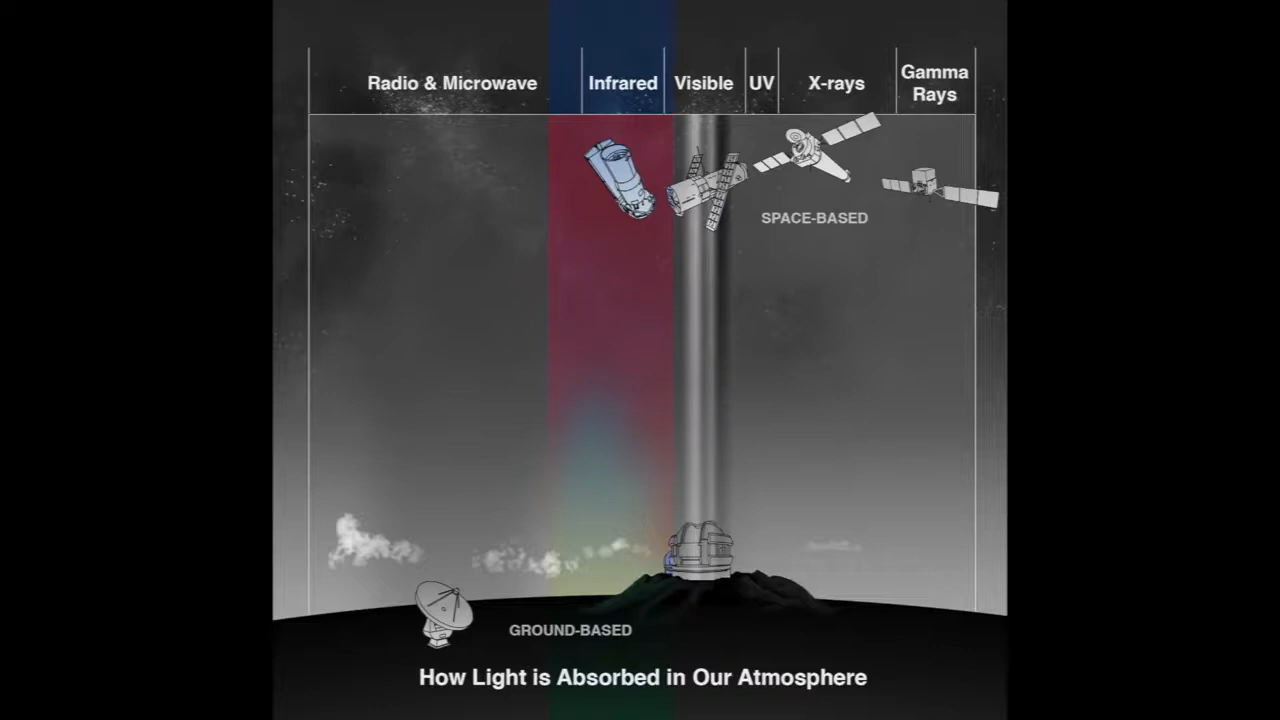 Radio & Microwave
Infrared
Visible
UV
X-rays
Gamma
Rays
SPACE-BASED
GROUND-BASED
How Light is Absorbed in Our Atmosphere